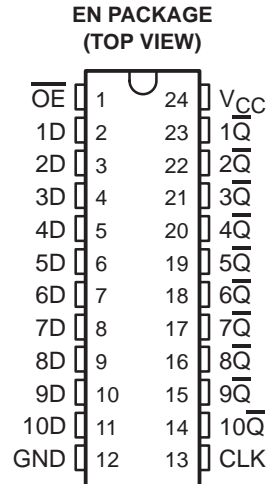 EN PACKAGE
(TOP VIEW)
O̅E̅ 1 24 VCC
1D 2 23 1Q̅
2D 3 22 2Q̅
3D 4 21 3Q̅
4D 5 20 4Q̅
5D 6 19 5Q̅
6D 7 18 6Q̅
7D 8 17 7Q̅
8D 9 16 8Q̅
9D 10 15 9Q̅
10D 11 14 10Q̅
GND 12 13 CLK